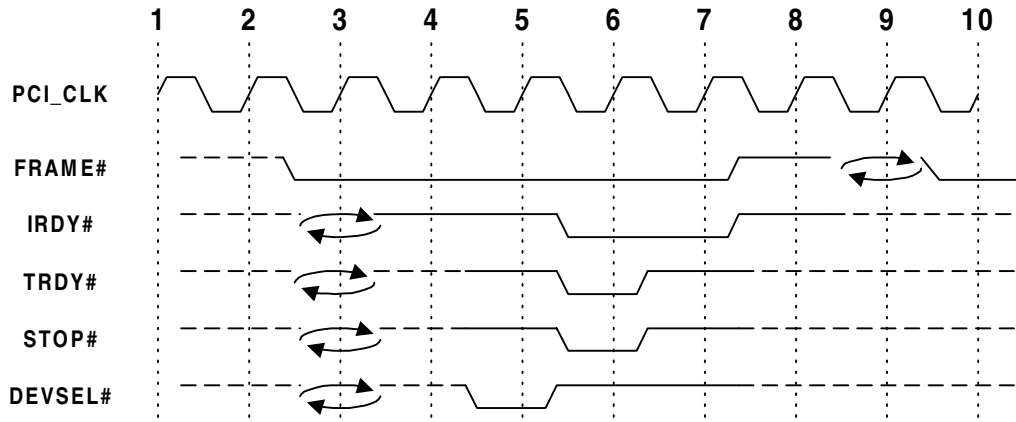 1 2 3 4 5 6 7 8 9 10
PCI_CLK
FRAME#
IRDY#
TRDY#
STOP#
DEVSEL#